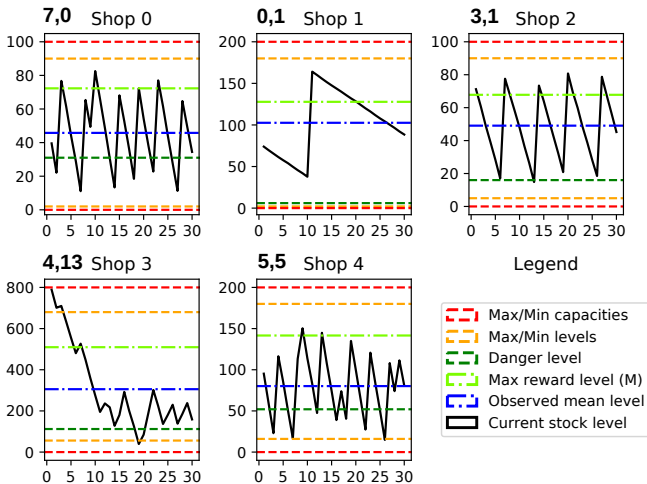 7,0 Shop 0
0,1 Shop 1
3,1 Shop 2
100
80
60
40
20
0
0 5 10 15 20 25 30
200
150
100
50
0
0 5 10 15 20 25 30
100
80
60
40
20
0
0 5 10 15 20 25 30
4,13 Shop 3
5,5 Shop 4
Legend
800
600
400
200
0
0 5 10 15 20 25 30
200
150
100
50
0
0 5 10 15 20 25 30
Max/Min capacities
Max/Min levels
Danger level
Max reward level (M)
Observed mean level
Current stock level